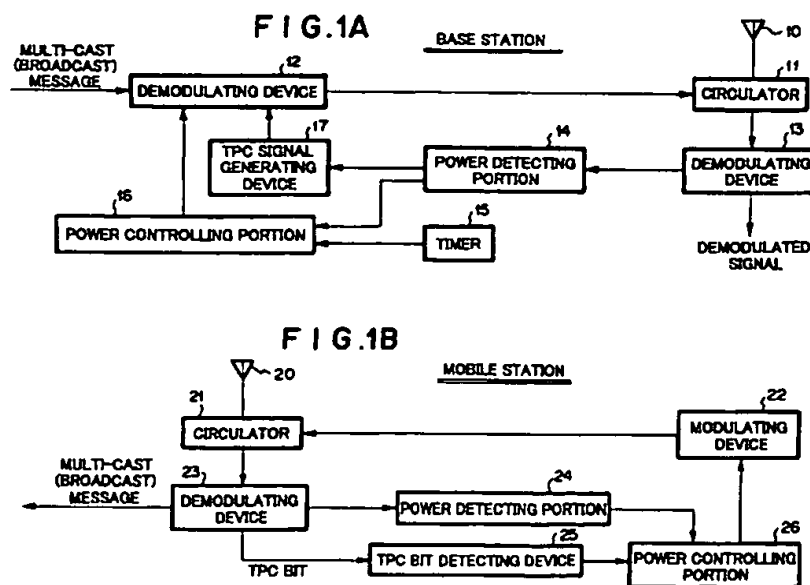 FIG.1A
BASE STATION
10
MULTI-CAST
(BROADCAST)
MESSAGE
12
DEMODULATING DEVICE
11
CIRCULATOR
17
TPC SIGNAL
GENERATING
DEVICE
14
POWER DETECTING
PORTION
13
DEMODULATING
DEVICE
16
POWER CONTROLLING PORTION
15
TIMER
DEMODULATED
SIGNAL
FIG.1B
MOBILE STATION
20
21
CIRCULATOR
22
MODULATING
DEVICE
MULTI-CAST
(BROADCAST)
MESSAGE
23
DEMODULATING
DEVICE
24
POWER DETECTING PORTION
25
TPC BIT
TPC BIT DETECTING DEVICE
26
POWER CONTROLLING
PORTION